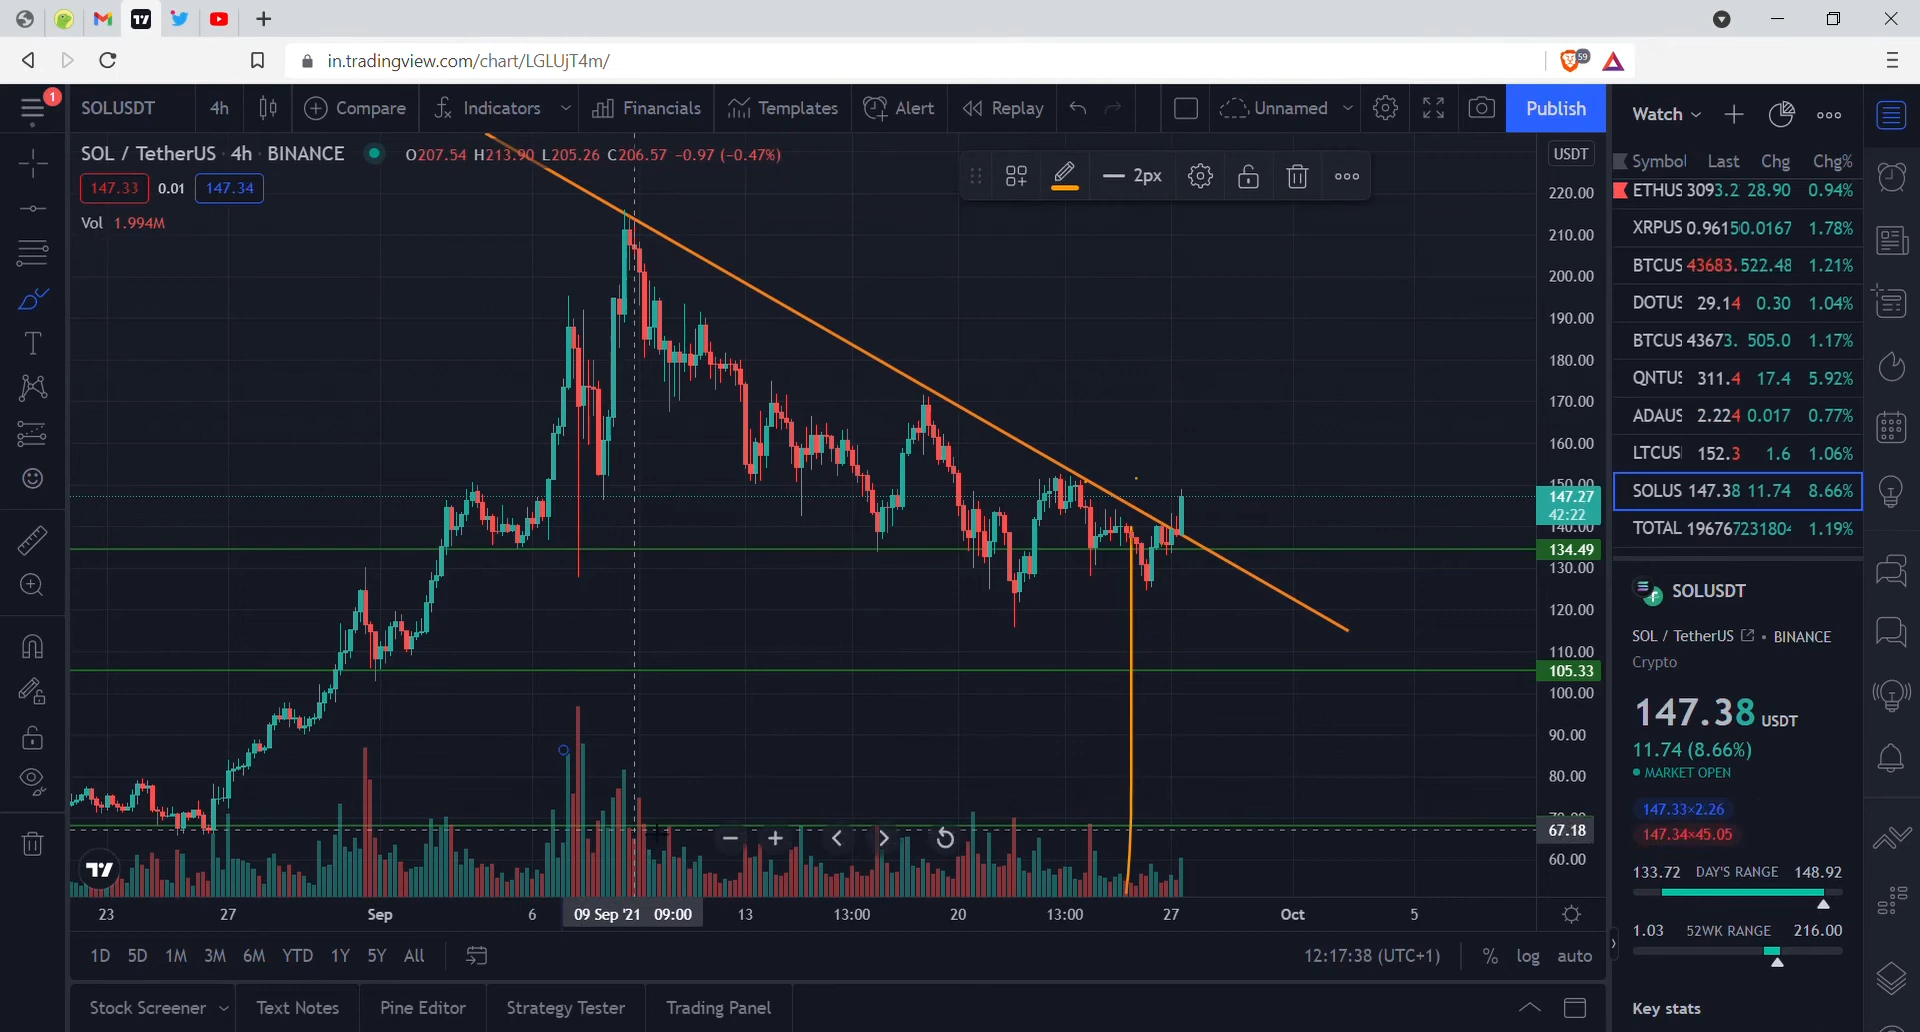 in.tradingview.com/chart/LGLUjT4m/
59
1
SOLUSDT 4h Compare Indicators Financials Templates Alert Replay Unnamed Publish
SOL / TetherUS · 4h · BINANCE O207.54 H213.90 L205.26 C206.57 −0.97 (−0.47%)
147.33 0.01 147.34
Vol 1.994M
2px
USDT
220.00
210.00
200.00
190.00
180.00
170.00
160.00
150.00
147.27
42:22
140.00
134.49
130.00
120.00
110.00
105.33
100.00
90.00
80.00
67.18
60.00
23 27 Sep 6 09 Sep '21 09:00 13 13:00 20 13:00 27 Oct 5
1D 5D 1M 3M 6M YTD 1Y 5Y All 12:17:38 (UTC+1) % log auto
Stock Screener Text Notes Pine Editor Strategy Tester Trading Panel
Watch
Symbol Last Chg Chg%
ETHUS 3093.2 28.90 0.94%
XRPUS 0.96150.0167 1.78%
BTCUS 43683. 522.48 1.21%
DOTUS 29.14 0.30 1.04%
BTCUS 43673. 505.0 1.17%
QNTUS 311.4 17.4 5.92%
ADAUS 2.224 0.017 0.77%
LTCUS 152.3 1.6 1.06%
SOLUS 147.38 11.74 8.66%
TOTAL 19676723180 1.19%
SOLUSDT
SOL / TetherUS • BINANCE
Crypto
147.38 USDT
11.74 (8.66%)
MARKET OPEN
147.33×2.26
147.34×45.05
133.72 DAY'S RANGE 148.92
1.03 52WK RANGE 216.00
Key stats